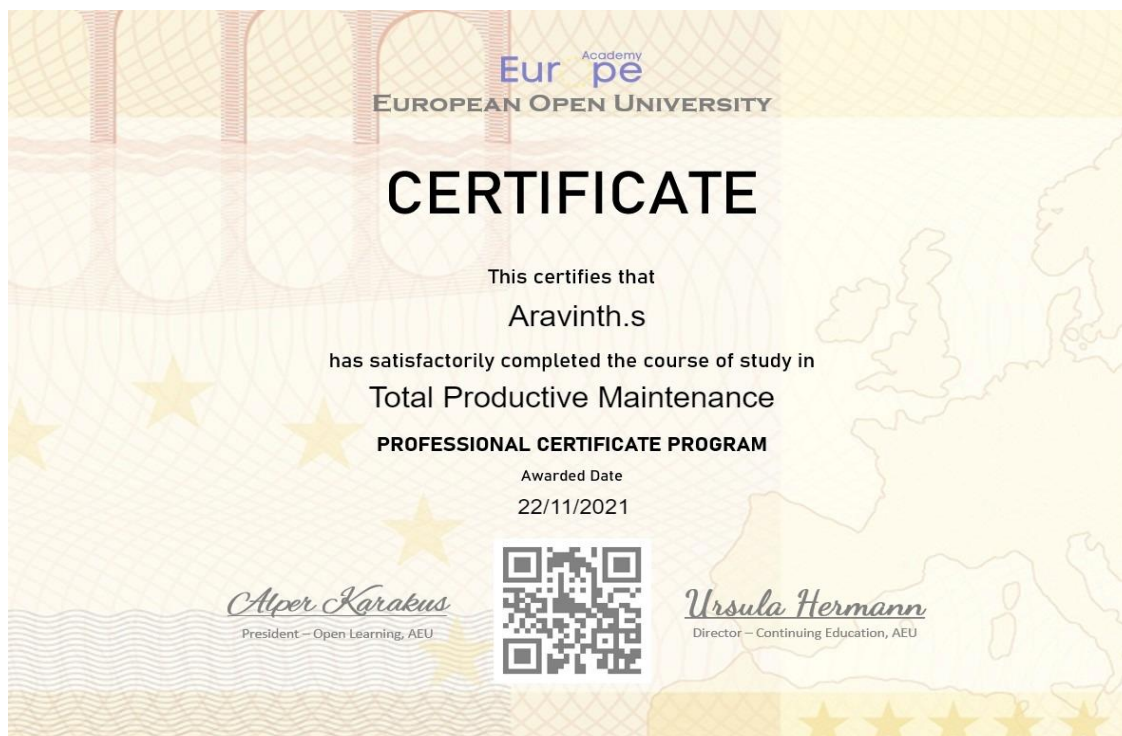 Academy
Eur pe
EUROPEAN OPEN UNIVERSITY
CERTIFICATE
This certifies that
Aravinth.s
has satisfactorily completed the course of study in
Total Productive Maintenance
PROFESSIONAL CERTIFICATE PROGRAM
Awarded Date
22/11/2021
Alper Karakus
President – Open Learning, AEU
Ursula Hermann
Director – Continuing Education, AEU